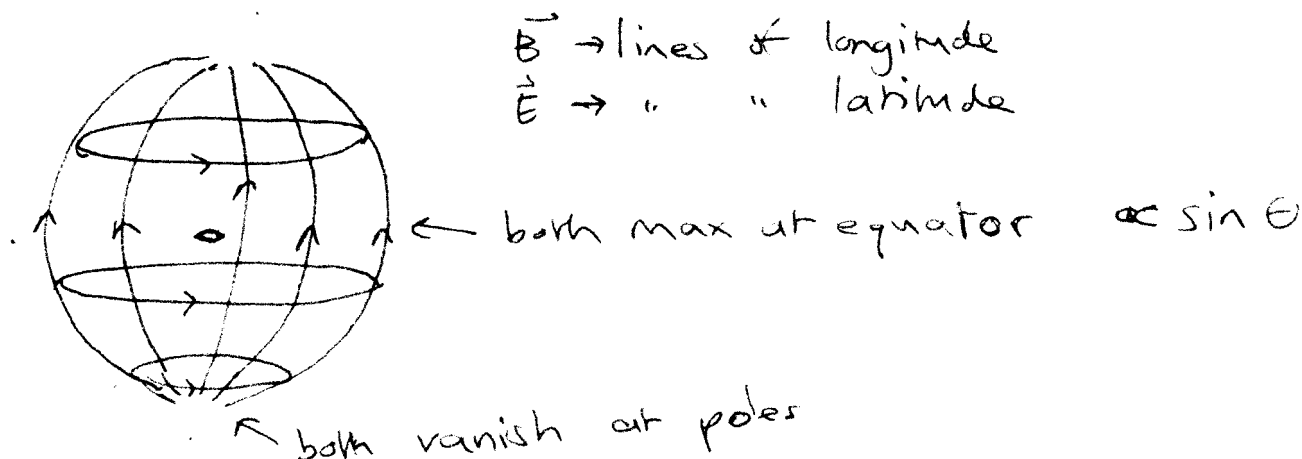 B⃗ → lines of longitude
E⃗ → " " latitude
← both max at equator ∝ sin θ
↖ both vanish at poles